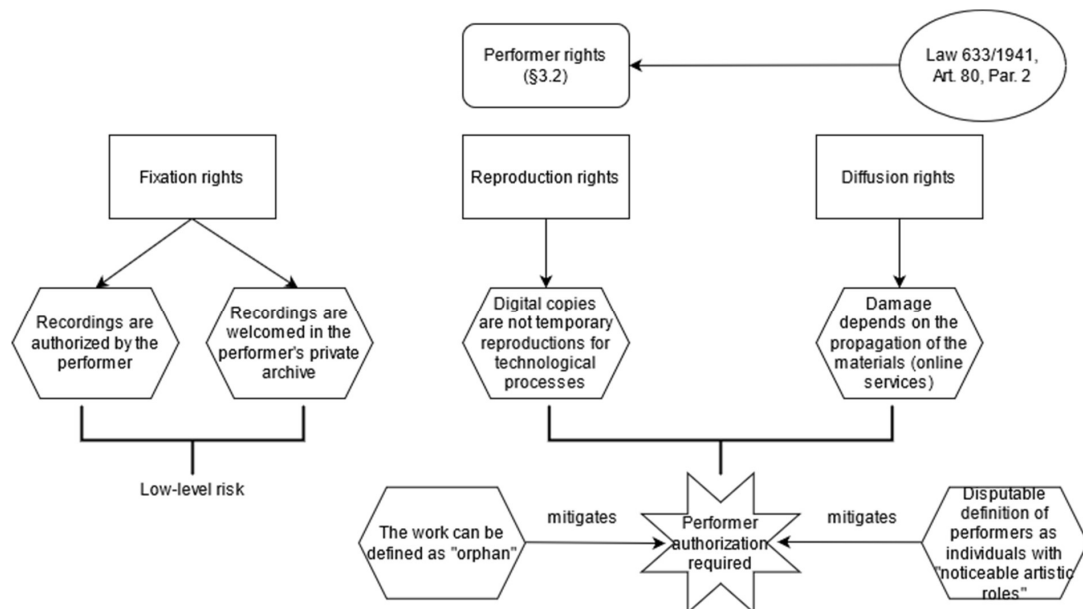 Performer rights
(§3.2)
Law 633/1941,
Art. 80, Par. 2
Fixation rights
Reproduction rights
Diffusion rights
Recordings are
authorized by the
performer
Recordings are
welcomed in the
performer's private
archive
Digital copies
are not temporary
reproductions for
technological
processes
Damage
depends on the
propagation of the
materials (online
services)
Low-level risk
The work can be
defined as "orphan"
mitigates
Performer
authorization
required
mitigates
Disputable
definition of
performers as
individuals with
"noticeable artistic
roles"